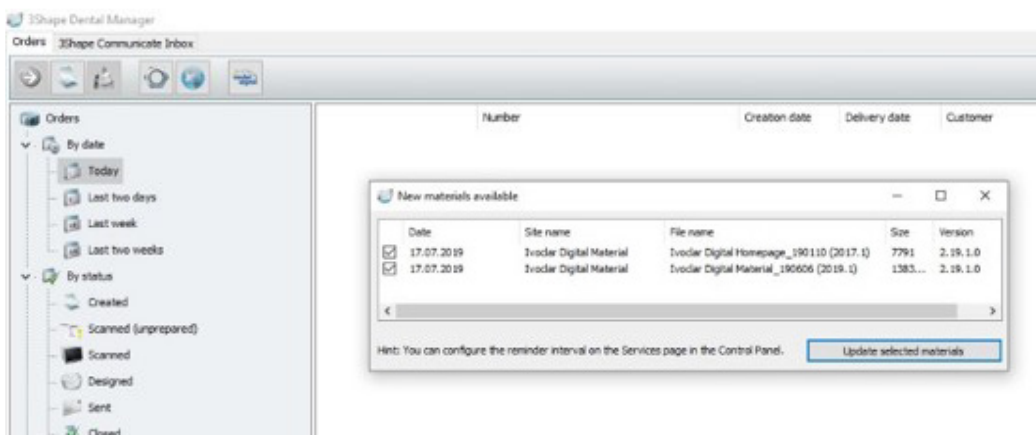 3Shape Dental Manager
Orders 3Shape Communicate Inbox
Orders
Number Creation date Delivery date Customer
By date
Today
Last two days
Last week
Last two weeks
By status
Created
Scanned (unprepared)
Scanned
Designed
Sent
Closed
New materials available
Date Site name File name Size Version
17.07.2019 Ivoclar Digital Material Ivoclar Digital Homepage_190110 (2017.1) 7791 2.19.1.0
17.07.2019 Ivoclar Digital Material Ivoclar Digital Material_190606 (2019.1) 1383... 2.19.1.0
Hint: You can configure the reminder interval on the Services page in the Control Panel. Update selected materials